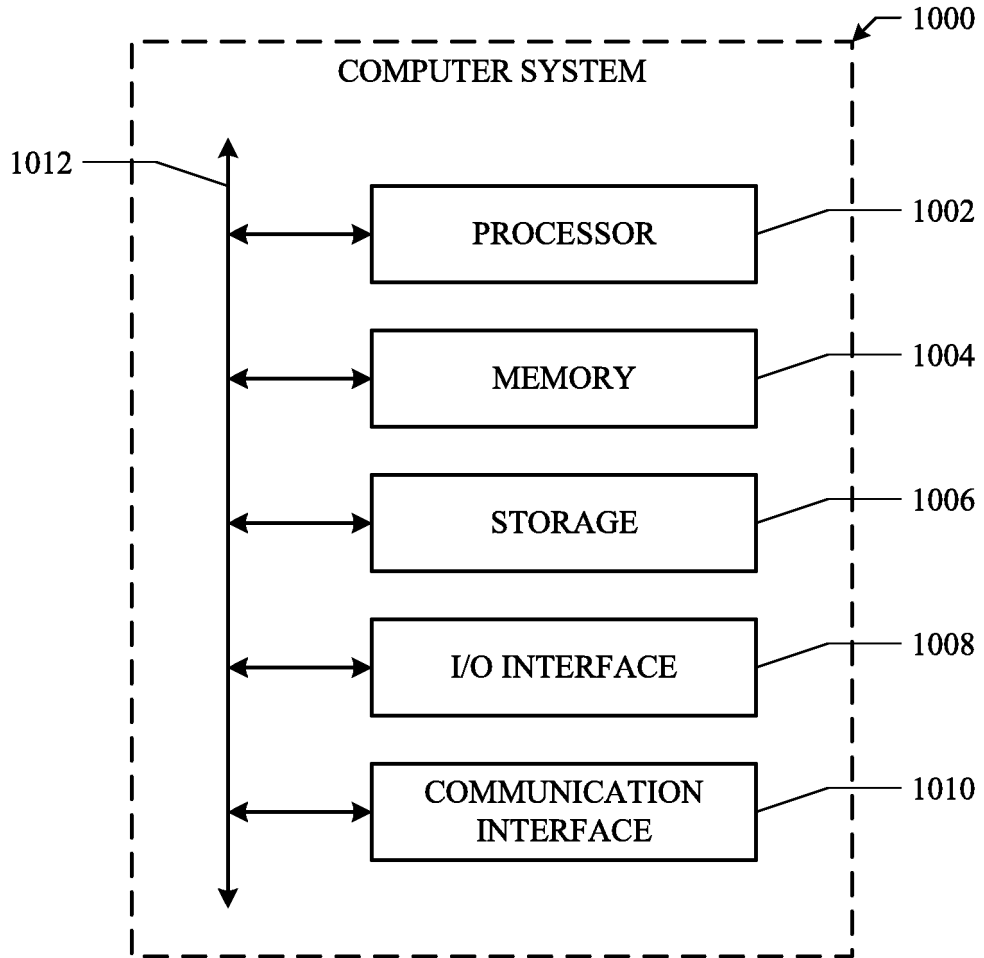 1000
COMPUTER SYSTEM
1012
PROCESSOR
1002
MEMORY
1004
STORAGE
1006
I/O INTERFACE
1008
COMMUNICATION
INTERFACE
1010